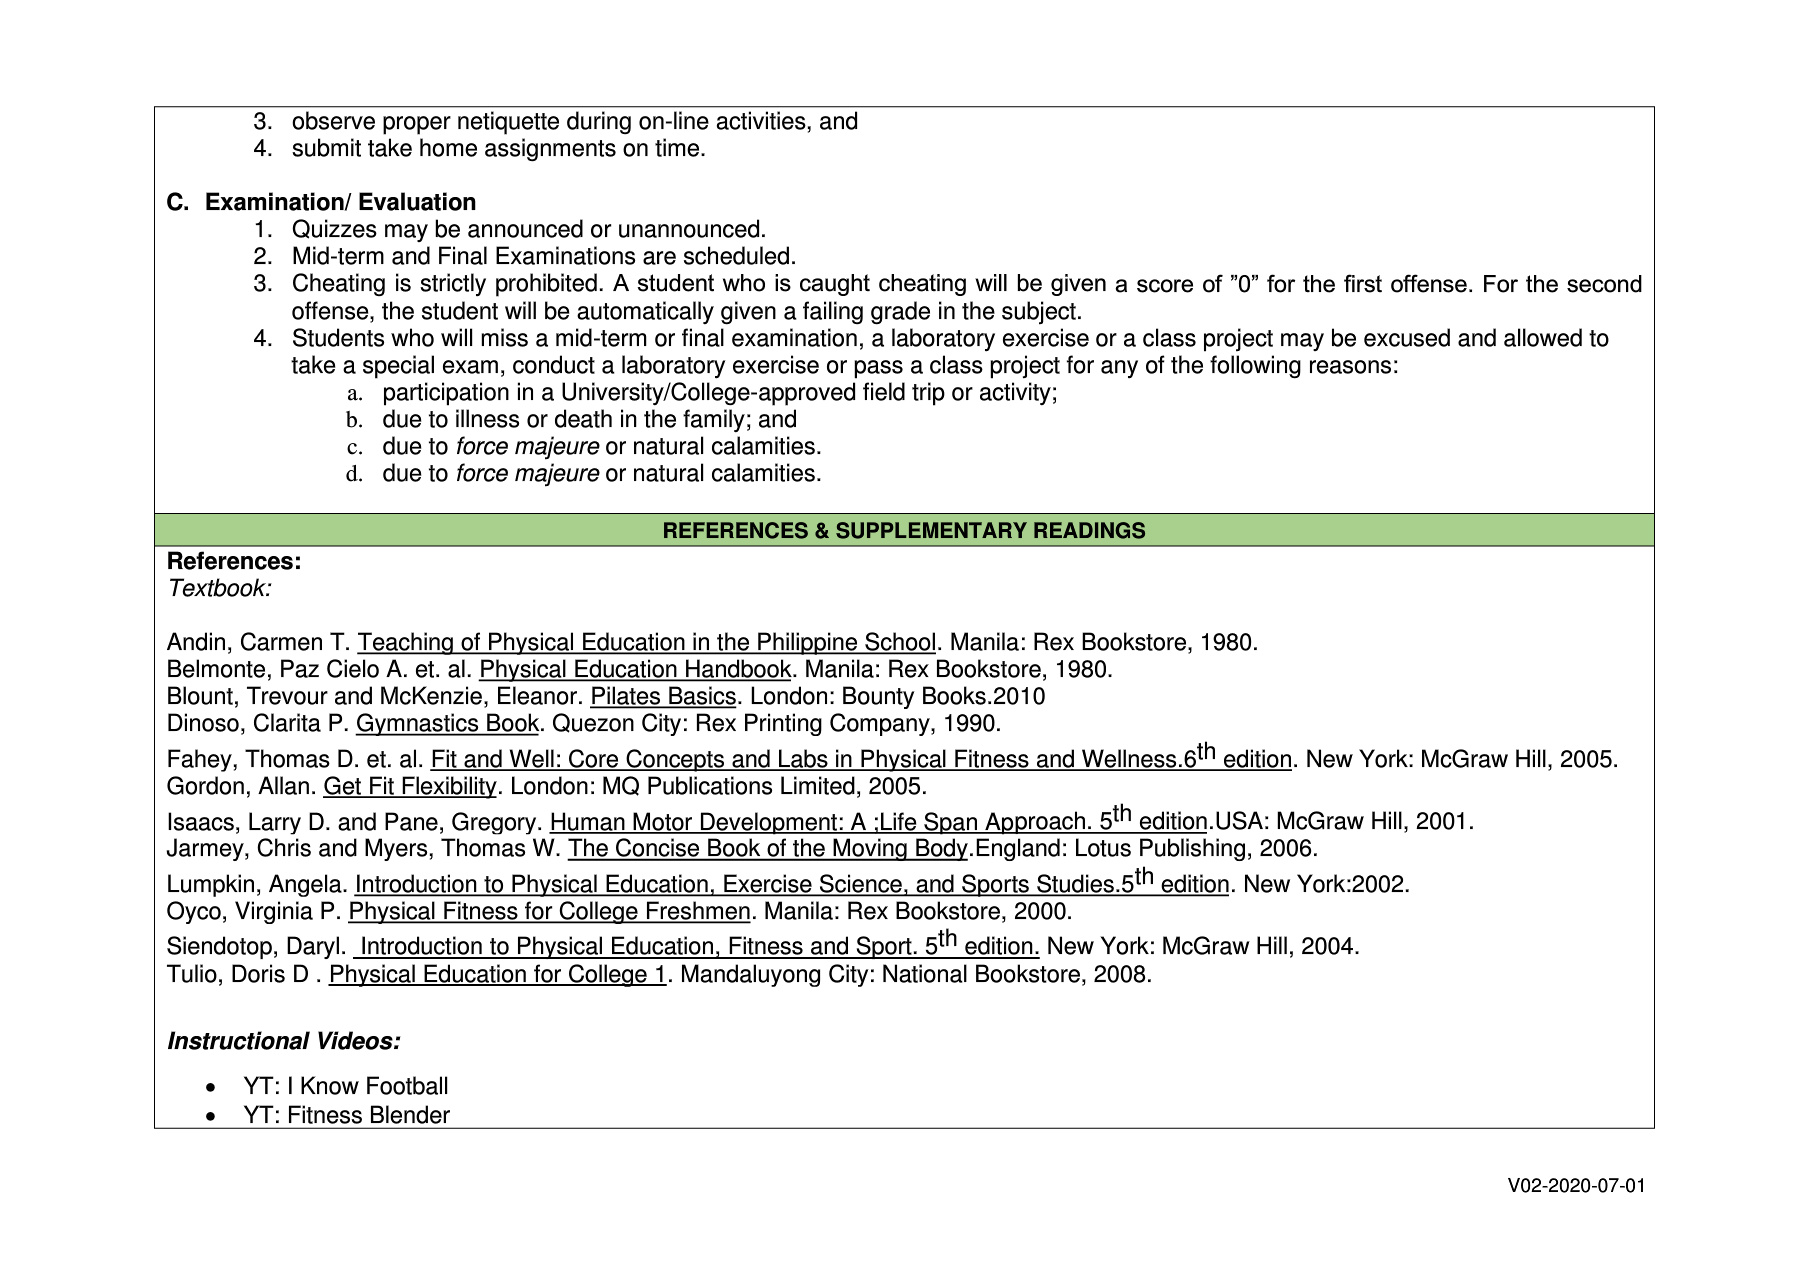 3. observe proper netiquette during on-line activities, and
4. submit take home assignments on time.
C. Examination/ Evaluation
1. Quizzes may be announced or unannounced.
2. Mid-term and Final Examinations are scheduled.
3. Cheating is strictly prohibited. A student who is caught cheating will be given a score of ”0” for the first offense. For the second
offense, the student will be automatically given a failing grade in the subject.
4. Students who will miss a mid-term or final examination, a laboratory exercise or a class project may be excused and allowed to
take a special exam, conduct a laboratory exercise or pass a class project for any of the following reasons:
a. participation in a University/College-approved field trip or activity;
b. due to illness or death in the family; and
c. due to force majeure or natural calamities.
d. due to force majeure or natural calamities.
REFERENCES & SUPPLEMENTARY READINGS
References:
Textbook:
Andin, Carmen T. Teaching of Physical Education in the Philippine School. Manila: Rex Bookstore, 1980.
Belmonte, Paz Cielo A. et. al. Physical Education Handbook. Manila: Rex Bookstore, 1980.
Blount, Trevour and McKenzie, Eleanor. Pilates Basics. London: Bounty Books.2010
Dinoso, Clarita P. Gymnastics Book. Quezon City: Rex Printing Company, 1990.
Fahey, Thomas D. et. al. Fit and Well: Core Concepts and Labs in Physical Fitness and Wellness.6th edition. New York: McGraw Hill, 2005.
Gordon, Allan. Get Fit Flexibility. London: MQ Publications Limited, 2005.
Isaacs, Larry D. and Pane, Gregory. Human Motor Development: A ;Life Span Approach. 5th edition.USA: McGraw Hill, 2001.
Jarmey, Chris and Myers, Thomas W. The Concise Book of the Moving Body.England: Lotus Publishing, 2006.
Lumpkin, Angela. Introduction to Physical Education, Exercise Science, and Sports Studies.5th edition. New York:2002.
Oyco, Virginia P. Physical Fitness for College Freshmen. Manila: Rex Bookstore, 2000.
Siendotop, Daryl. Introduction to Physical Education, Fitness and Sport. 5th edition. New York: McGraw Hill, 2004.
Tulio, Doris D . Physical Education for College 1. Mandaluyong City: National Bookstore, 2008.
Instructional Videos:
• YT: I Know Football
• YT: Fitness Blender
V02-2020-07-01